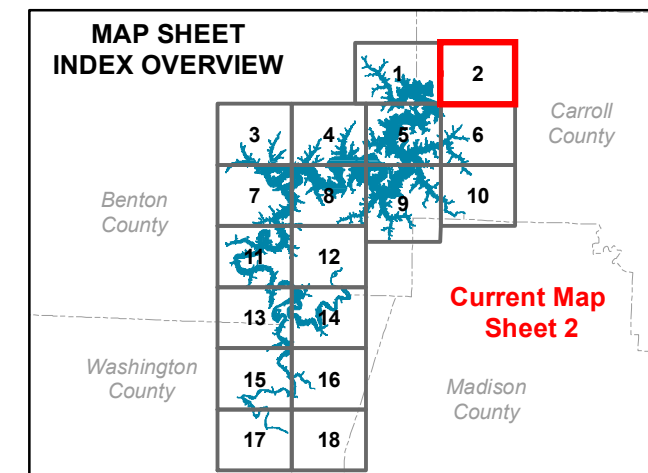 MAP SHEET
INDEX OVERVIEW
1
2
Carroll
County
3
4
5
6
Benton
County
7
8
9
10
11
12
Current Map
Sheet 2
13
14
Washington
County
15
16
Madison
County
17
18